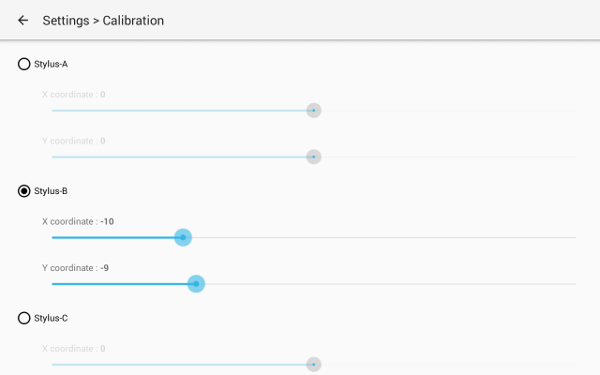 Settings > Calibration
Stylus-A
X coordinate : 0
Y coordinate : 0
Stylus-B
X coordinate : -10
Y coordinate : -9
Stylus-C
X coordinate : 0